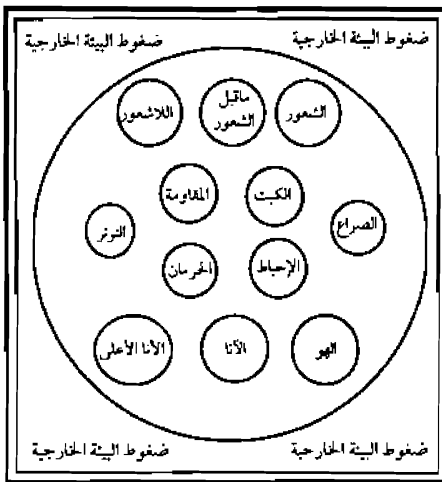 ضغوط البيئة الخارجية
ضغوط البيئة الخارجية
الشعور
ماقبل
الشعور
اللاشعور
الكبت
المقاومة
الصراع
التوتر
الإحباط
الحرمان
الهو
الأنا
الأنا الأعلى
ضغوط البيئة الخارجية
ضغوط البيئة الخارجية